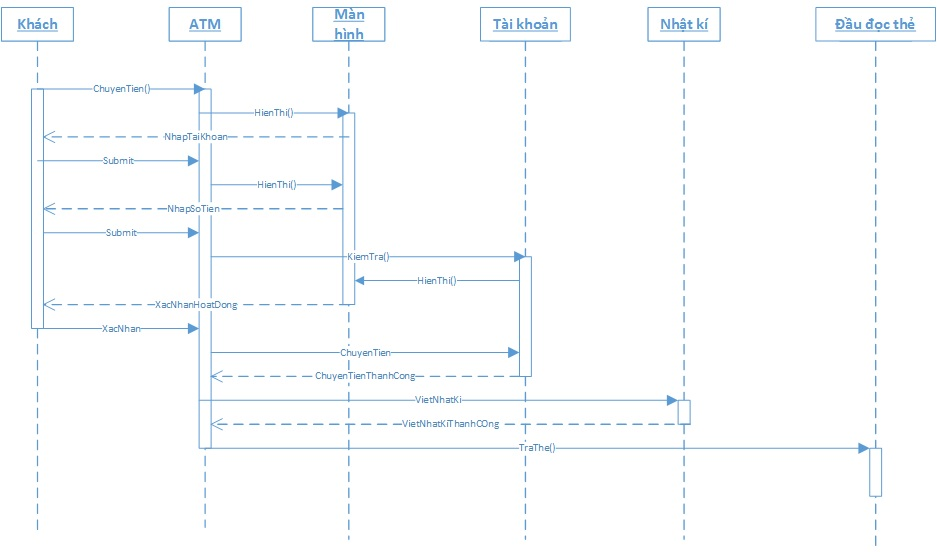 Khách
ATM
Màn
hình
Tài khoản
Nhật kí
Đầu đọc thẻ
ChuyenTien()
HienThi()
NhapTaiKhoan
Submit
HienThi()
NhapSoTien
Submit
KiemTra()
HienThi()
XacNhanHoatDong
XacNhan
ChuyenTien
ChuyenTienThanhCong
VietNhatKi
VietNhatKiThanhCOng
TraThe()